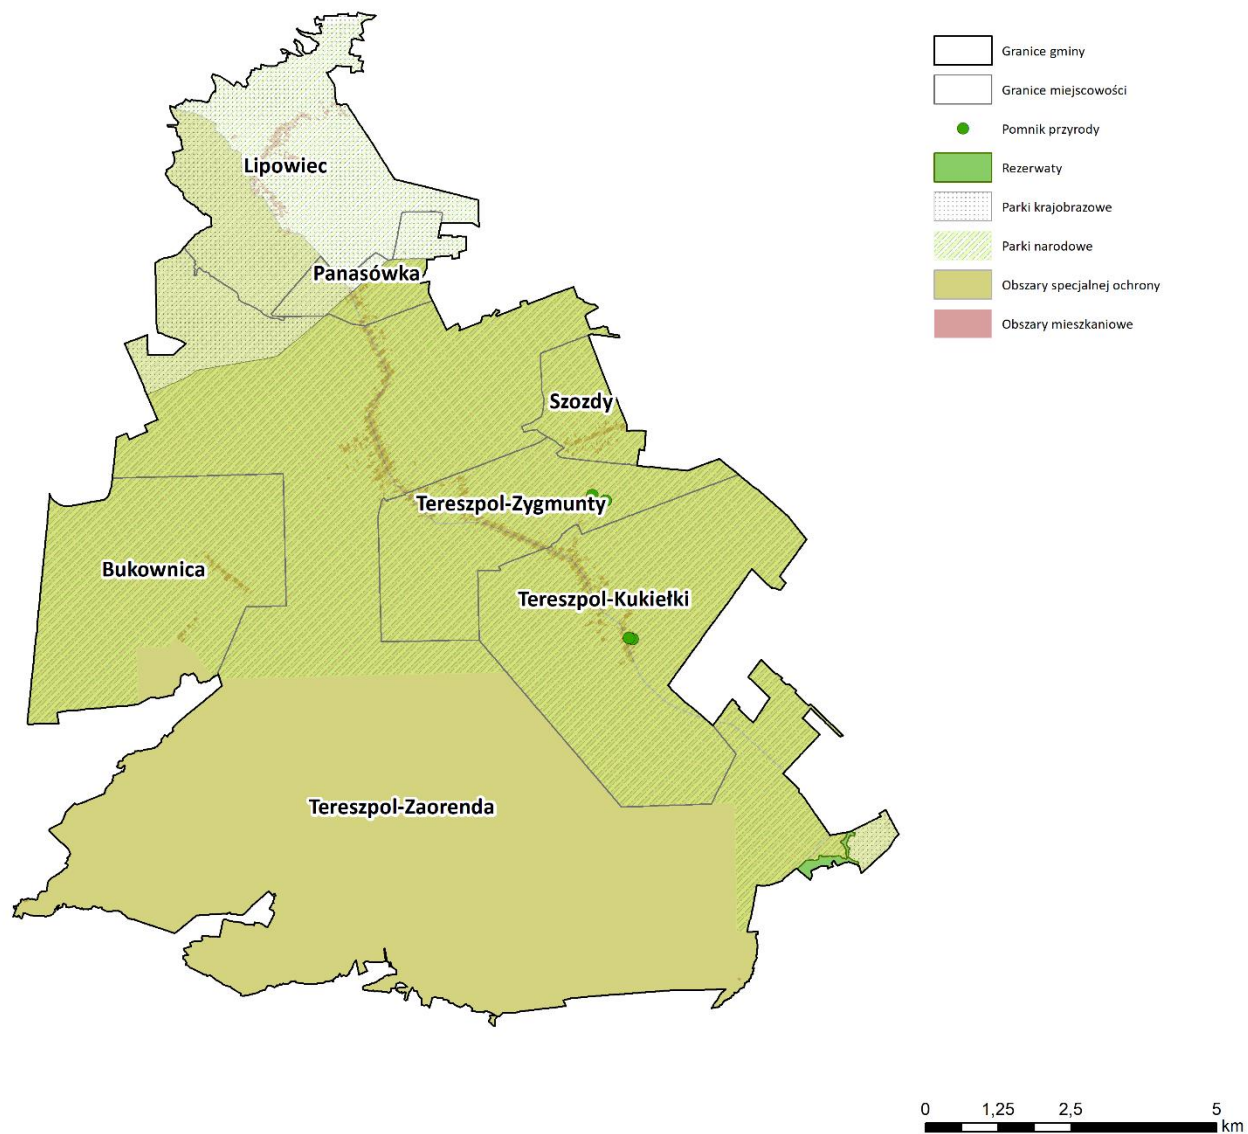 Granice gminy
Granice miejscowości
Pomnik przyrody
Rezerwaty
Parki krajobrazowe
Parki narodowe
Obszary specjalnej ochrony
Obszary mieszkaniowe
Lipowiec
Panasówka
Szozdy
Tereszpol-Zygmunty
Bukownica
Tereszpol-Kukiełki
Tereszpol-Zaorenda
0 1,25 2,5 5
km